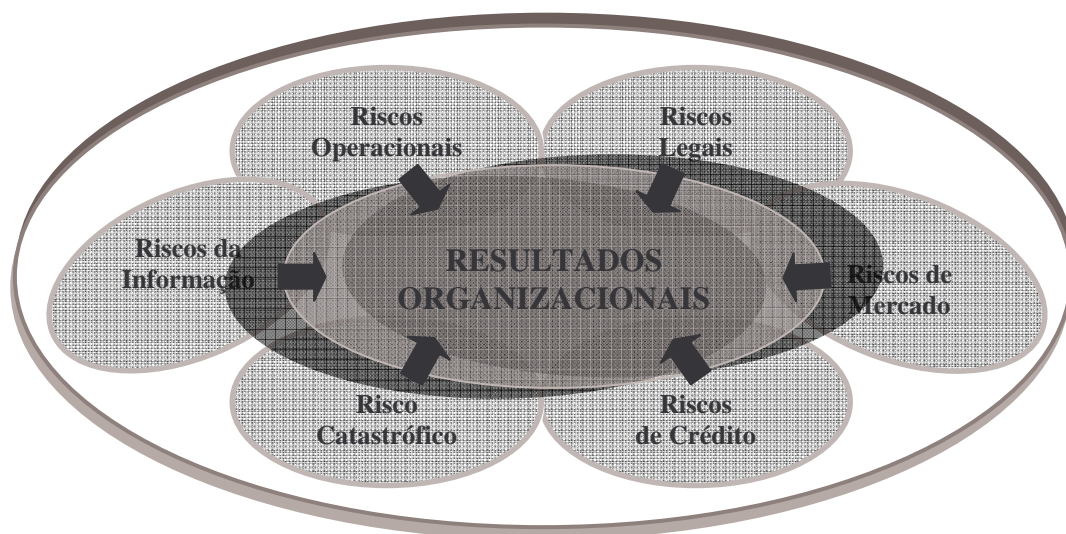 Riscos
Operacionais
Riscos
Legais
Riscos da
Informação
RESULTADOS
ORGANIZACIONAIS
Riscos de
Mercado
Risco
Catastrófico
Riscos
de Crédito